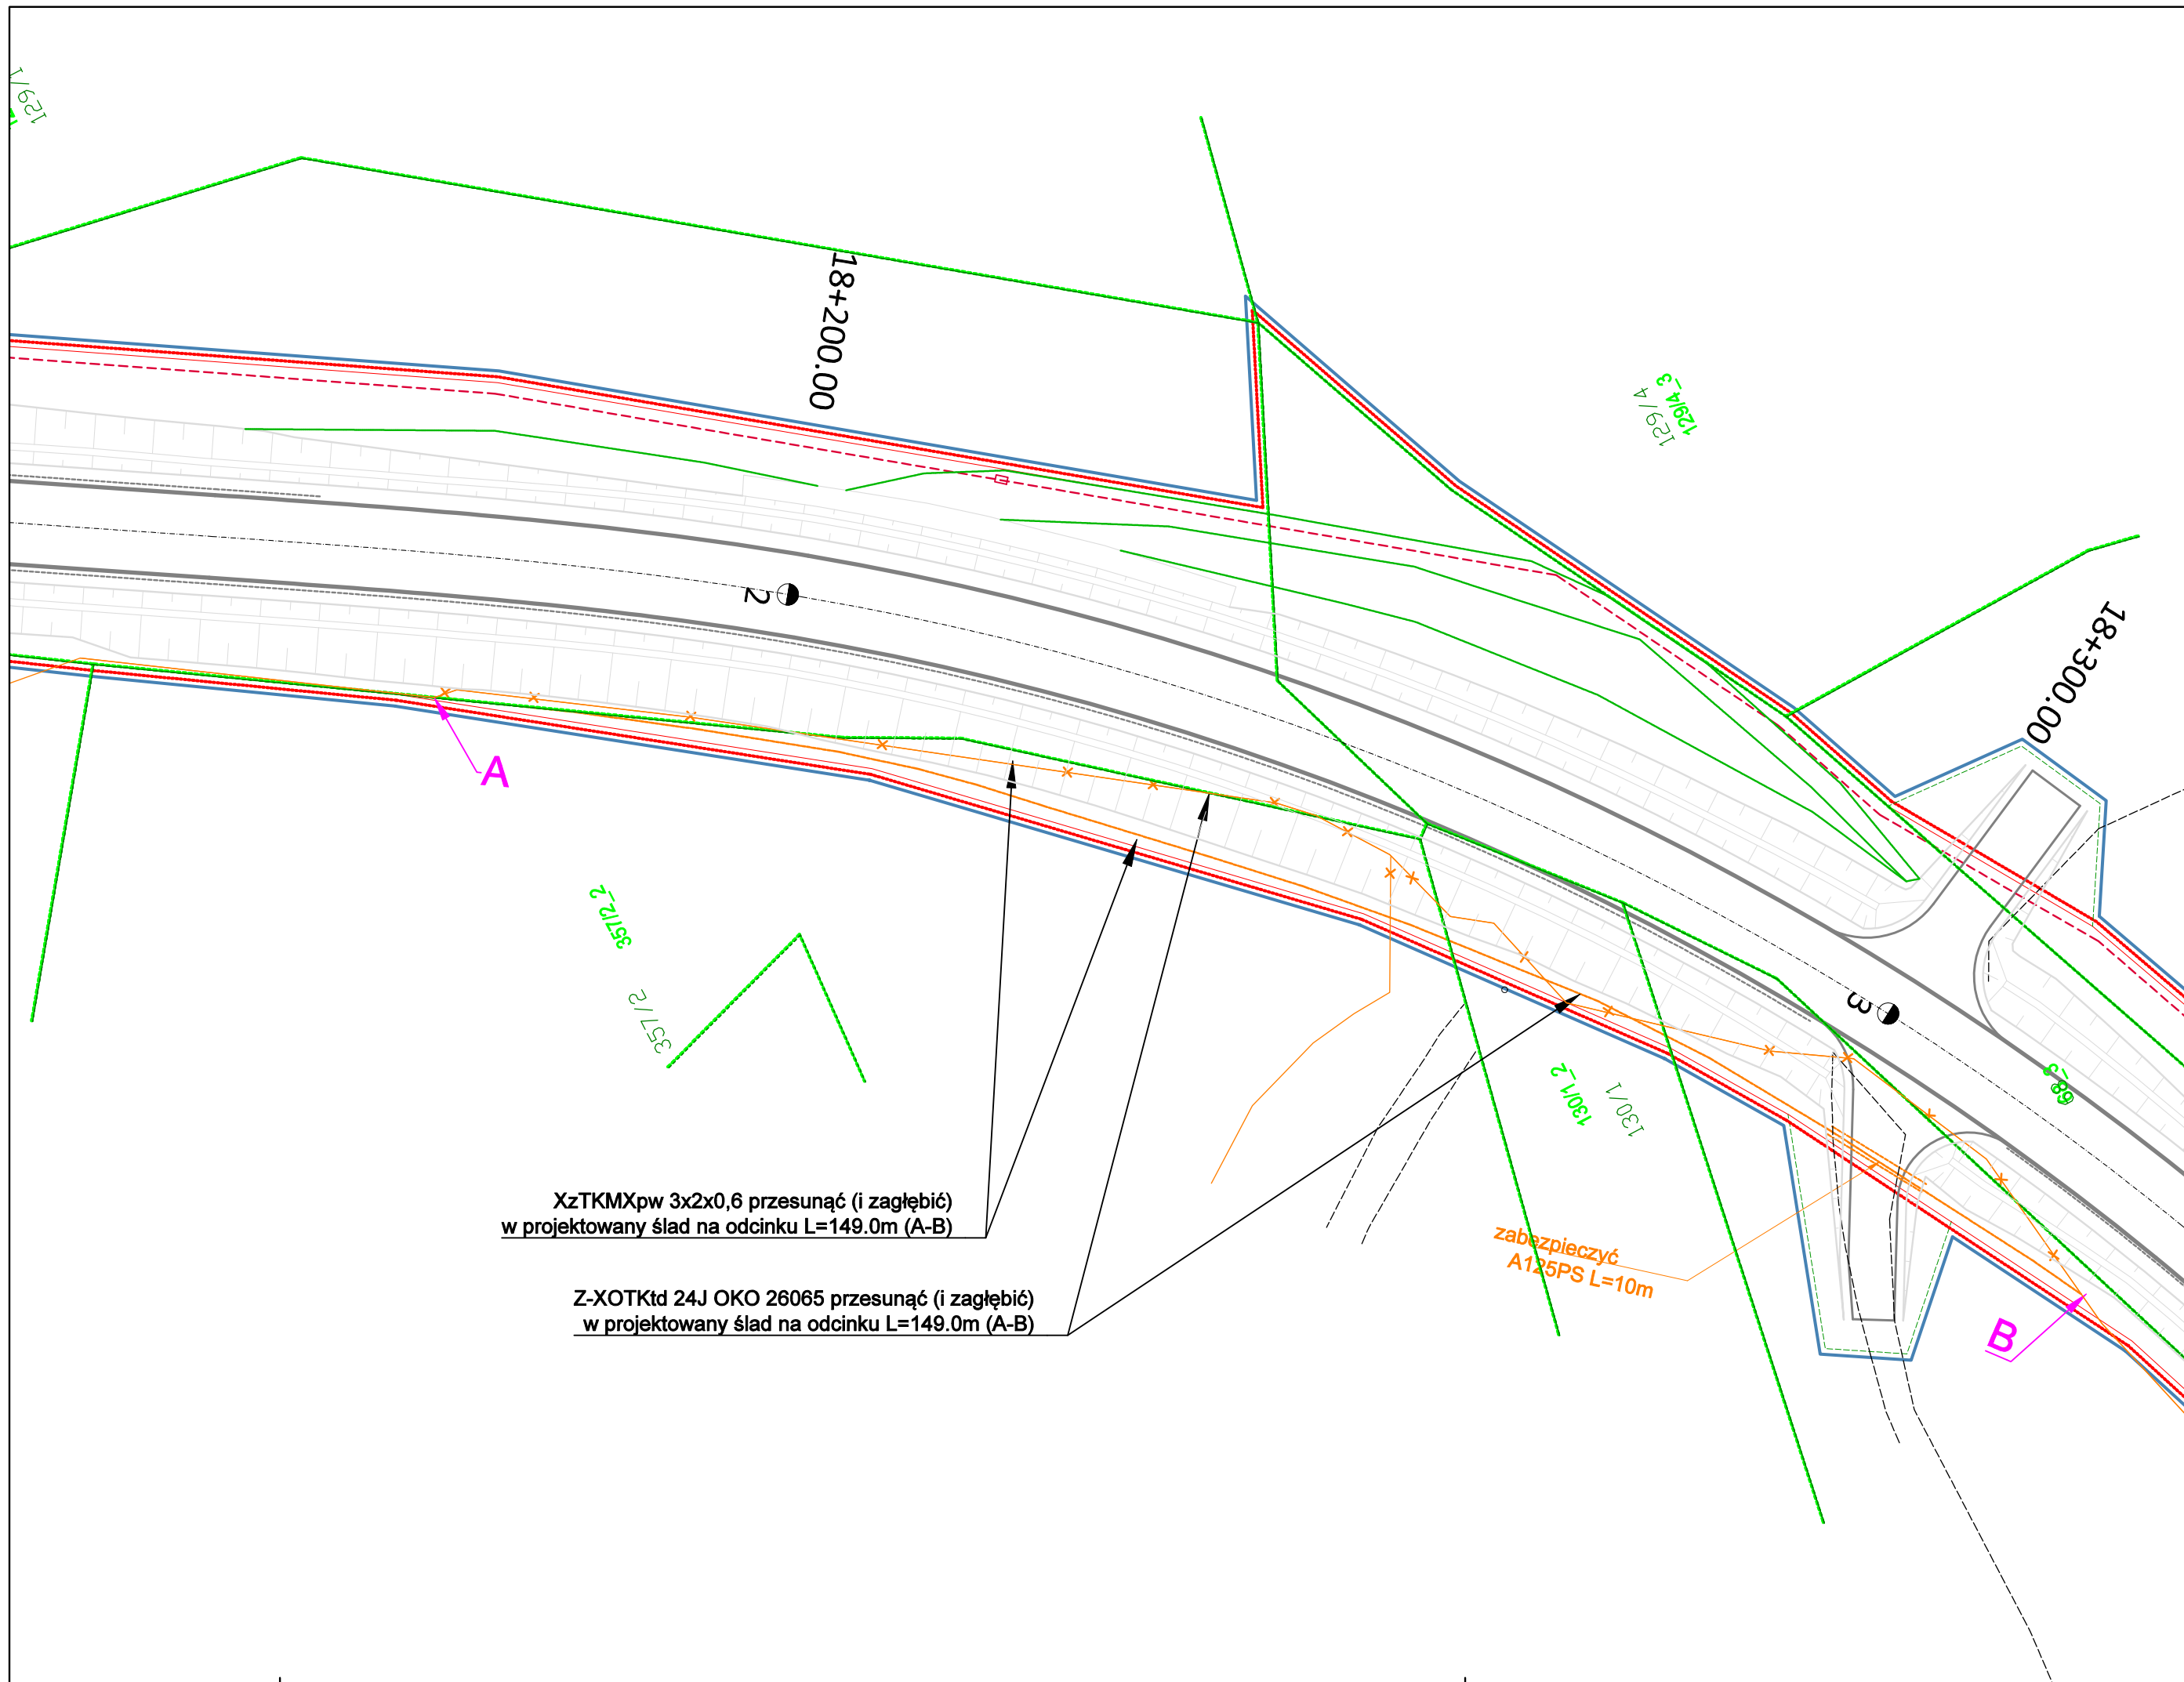 129/1
18+200.00
129/4_3
129/4
18+300.00
2
A
357/2_2
357/2
3
68_3
130/1_2
130/1
XzTKMXpw 3x2x0,6 przesunąć (i zagłębić)
w projektowany ślad na odcinku L=149.0m (A-B)
zabezpieczyć
A125PS L=10m
Z-XOTKtd 24J OKO 26065 przesunąć (i zagłębić)
w projektowany ślad na odcinku L=149.0m (A-B)
B